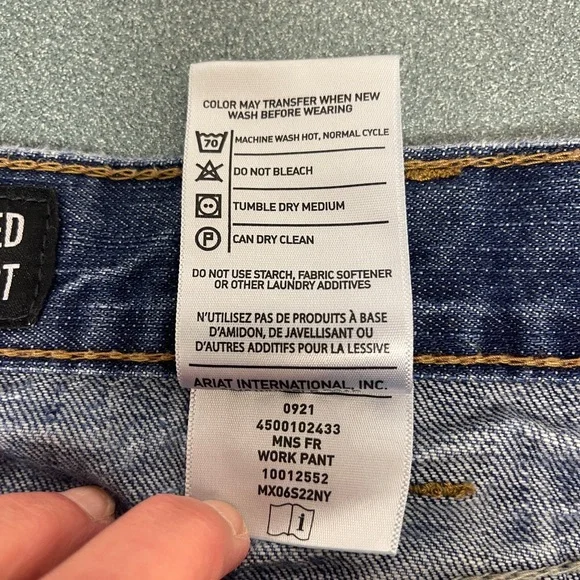 COLOR MAY TRANSFER WHEN NEW
WASH BEFORE WEARING
70 MACHINE WASH HOT, NORMAL CYCLE
DO NOT BLEACH
TUMBLE DRY MEDIUM
P CAN DRY CLEAN
DO NOT USE STARCH, FABRIC SOFTENER
OR OTHER LAUNDRY ADDITIVES
N'UTILISEZ PAS DE PRODUITS À BASE
D'AMIDON, DE JAVELLISANT OU
D'AUTRES ADDITIFS POUR LA LESSIVE
ARIAT INTERNATIONAL, INC.
0921
4500102433
MNS FR
WORK PANT
10012552
MX06S22NY
i
ED
RT